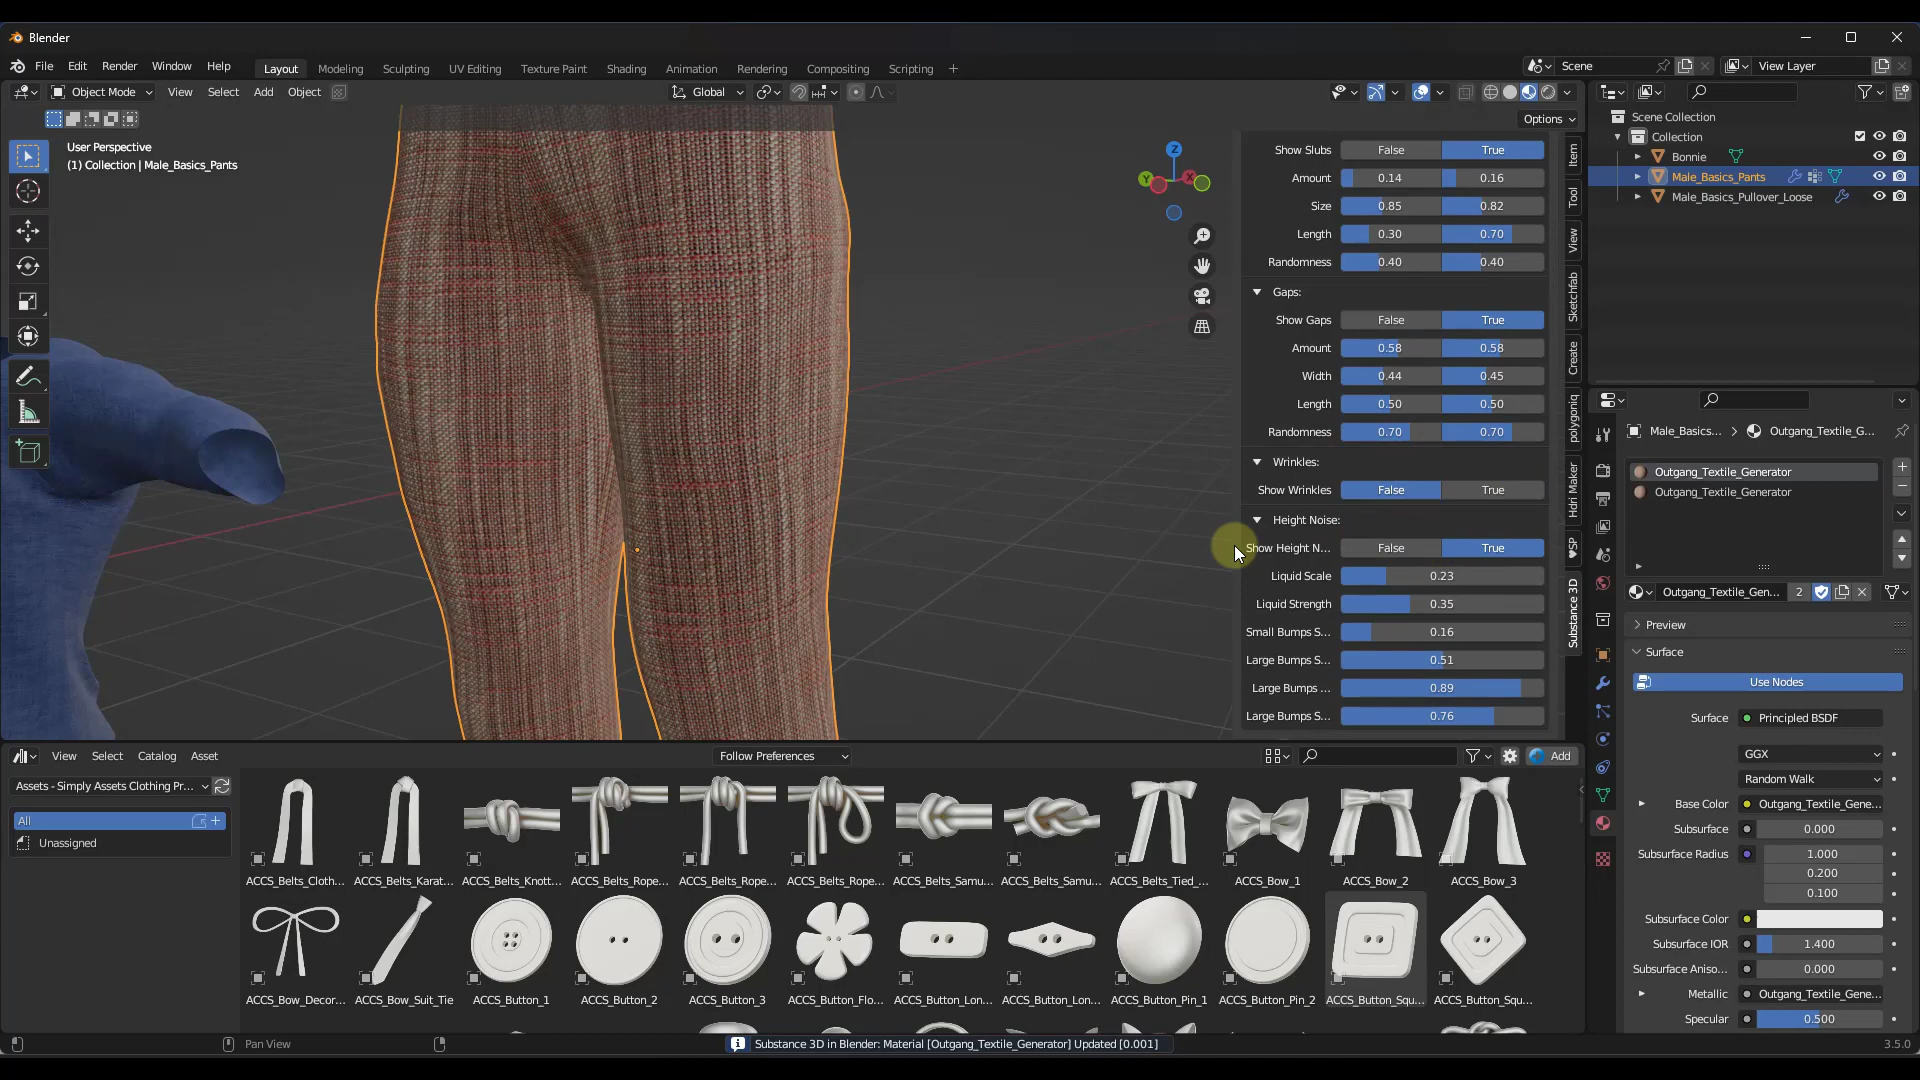 Blender
File Edit Render Window Help
Layout Modeling Sculpting UV Editing Texture Paint Shading Animation Rendering Compositing Scripting +
Scene
View Layer
Object Mode View Select Add Object
Global
Options
User Perspective
(1) Collection | Male_Basics_Pants
Z
Y
X
Show Slubs False True
Amount 0.14 0.16
Size 0.85 0.82
Length 0.30 0.70
Randomness 0.40 0.40
Gaps:
Show Gaps False True
Amount 0.58 0.58
Width 0.44 0.45
Length 0.50 0.50
Randomness 0.70 0.70
Wrinkles:
Show Wrinkles False True
Height Noise:
Show Height N... False True
Liquid Scale 0.23
Liquid Strength 0.35
Small Bumps S... 0.16
Large Bumps S... 0.51
Large Bumps ... 0.89
Large Bumps S... 0.76
Item
Tool
View
Sketchfab
Create
polygoniq
Hdri Maker
SP
Substance 3D
Scene Collection
Collection
Bonnie
Male_Basics_Pants
Male_Basics_Pullover_Loose
Male_Basics... > Outgang_Textile_G...
Outgang_Textile_Generator
Outgang_Textile_Generator
Outgang_Textile_Gen... 2
Preview
Surface
Use Nodes
Surface Principled BSDF
GGX
Random Walk
Base Color Outgang_Textile_Gene...
Subsurface 0.000
Subsurface Radius 1.000
0.200
0.100
Subsurface Color
Subsurface IOR 1.400
Subsurface Aniso... 0.000
Metallic Outgang_Textile_Gene...
Specular 0.500
View Select Catalog Asset
Follow Preferences
Add
Assets - Simply Assets Clothing Pr...
All
Unassigned
ACCS_Belts_Cloth... ACCS_Belts_Karat... ACCS_Belts_Knott... ACCS_Belts_Rope... ACCS_Belts_Rope... ACCS_Belts_Rope... ACCS_Belts_Samu... ACCS_Belts_Samu... ACCS_Belts_Tied_... ACCS_Bow_1 ACCS_Bow_2 ACCS_Bow_3
ACCS_Bow_Decor... ACCS_Bow_Suit_Tie ACCS_Button_1 ACCS_Button_2 ACCS_Button_3 ACCS_Button_Flo... ACCS_Button_Lon... ACCS_Button_Lon... ACCS_Button_Pin_1 ACCS_Button_Pin_2 ACCS_Button_Squ... ACCS_Button_Squ...
Pan View
Substance 3D in Blender: Material [Outgang_Textile_Generator] Updated [0.001]
3.5.0